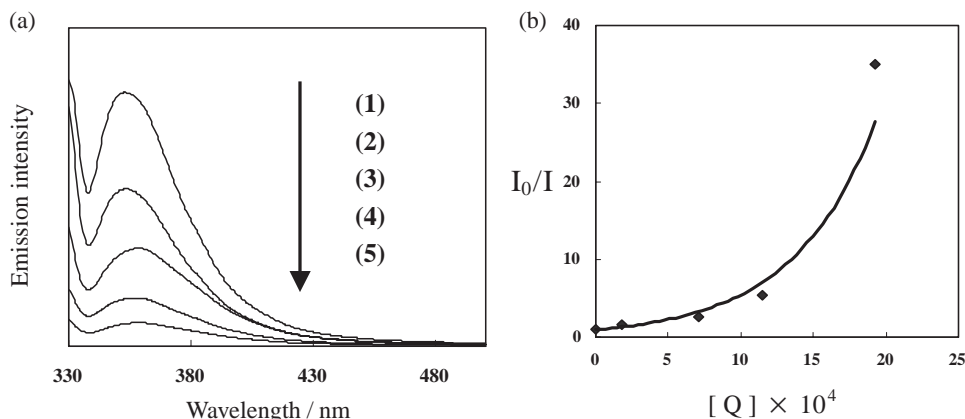 (a)
Emission intensity
(1)
(2)
(3)
(4)
(5)
330 380 430 480
Wavelength / nm
(b)
I₀/I
40
30
20
10
0
0 5 10 15 20 25
[ Q ] × 10⁴